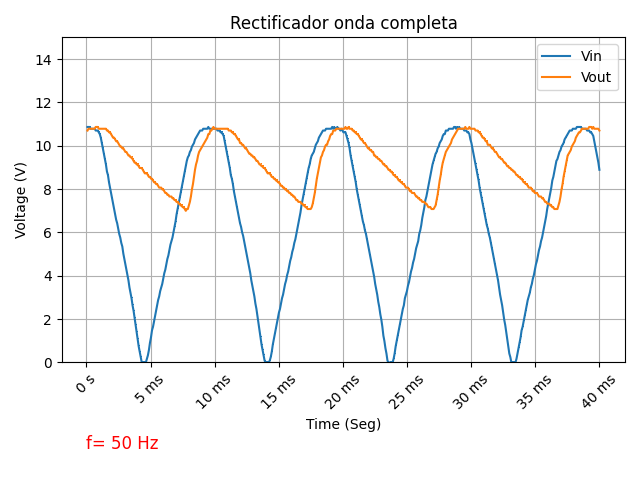 Rectificador onda completa
Vin
Vout
Voltage (V)
14
12
10
8
6
4
2
0
0 s
5 ms
10 ms
15 ms
20 ms
25 ms
30 ms
35 ms
40 ms
Time (Seg)
f= 50 Hz